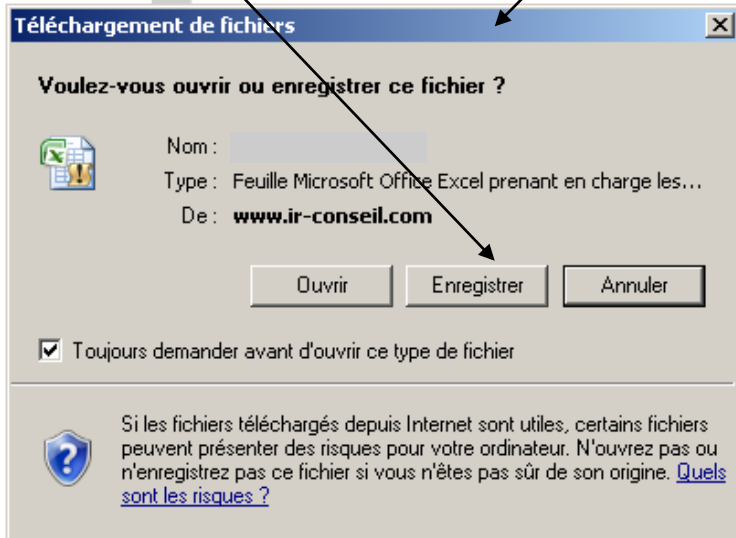 Téléchargement de fichiers
Voulez-vous ouvrir ou enregistrer ce fichier ?
Nom :
Type : Feuille Microsoft Office Excel prenant en charge les...
De : www.ir-conseil.com
Ouvrir Enregistrer Annuler
Toujours demander avant d'ouvrir ce type de fichier
Si les fichiers téléchargés depuis Internet sont utiles, certains fichiers
peuvent présenter des risques pour votre ordinateur. N'ouvrez pas ou
n'enregistrez pas ce fichier si vous n'êtes pas sûr de son origine. Quels
sont les risques ?